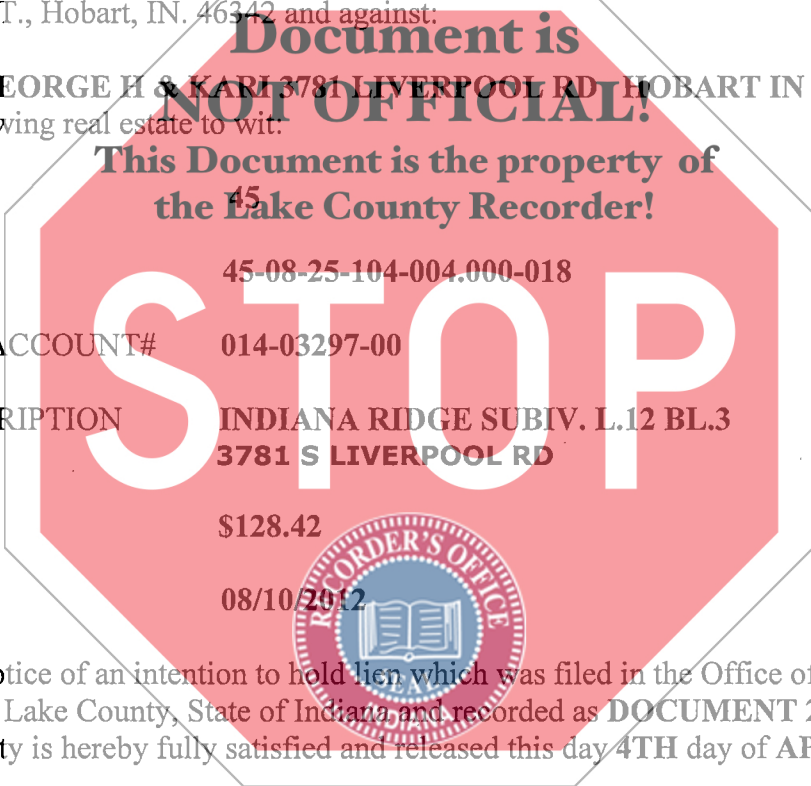 T., Hobart, IN. 46342 and against:
Document is
EORGE H & KARI 3781 LIVERPOOL RD HOBART IN
NOT OFFICIAL!
wing real estate to wit:
This Document is the property of
45
the Lake County Recorder!
45-08-25-104-004.000-018
STOP
ACCOUNT# 014-03297-00
RIPTION INDIANA RIDGE SUBIV. L.12 BL.3
3781 S LIVERPOOL RD
$128.42
RECORDER'S OFFICE
08/10/2012
SEAL
INDIANA
otice of an intention to hold lien which was filed in the Office of
Lake County, State of Indiana and recorded as DOCUMENT 2
ty is hereby fully satisfied and released this day 4TH day of AP